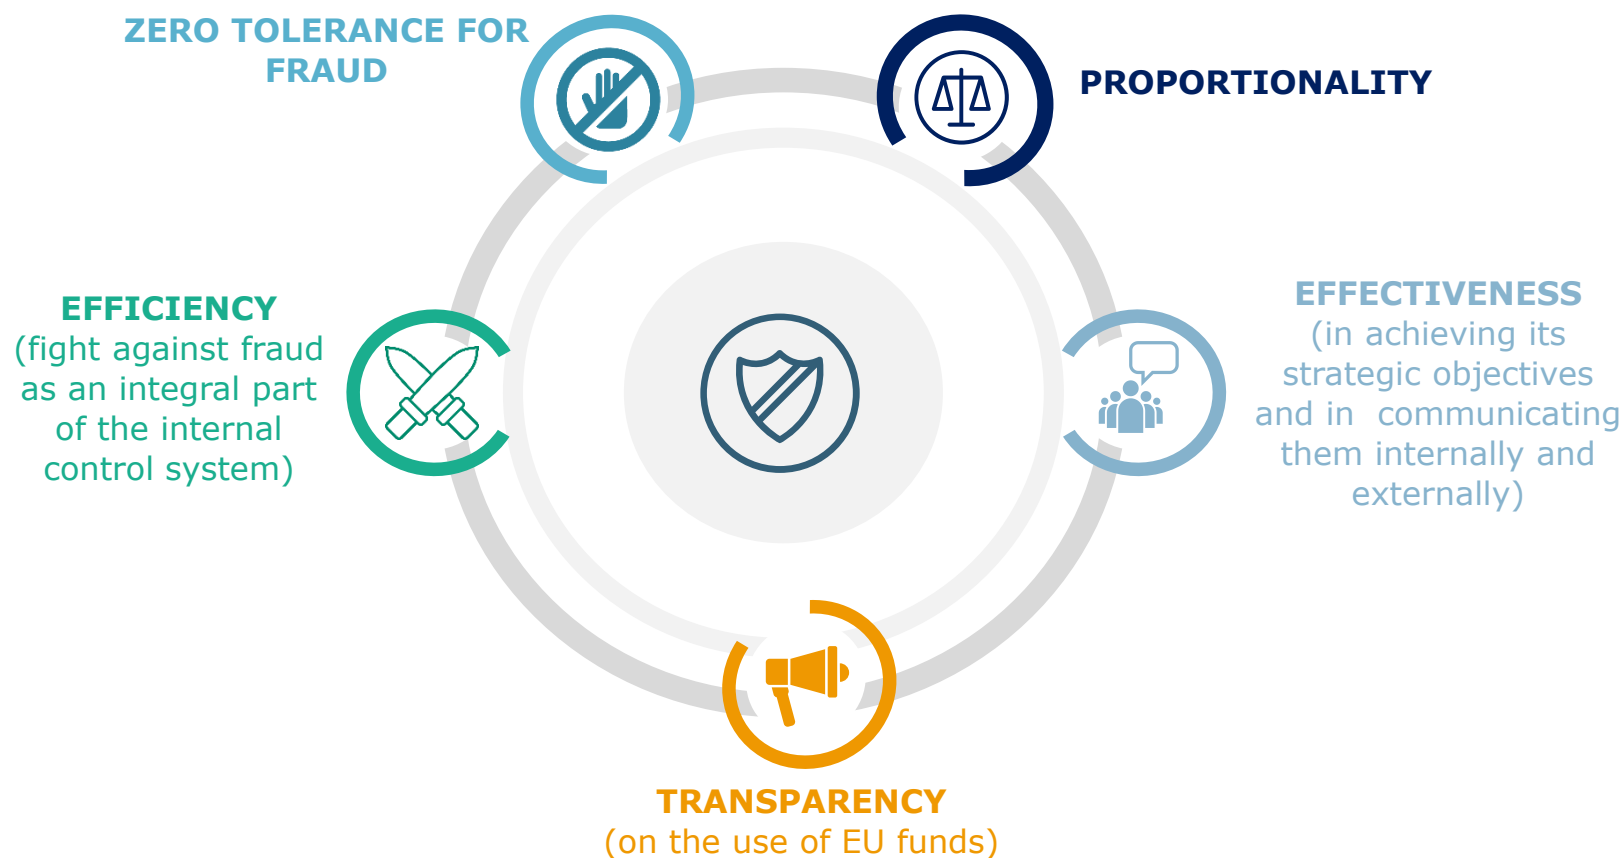 ZERO TOLERANCE FOR
FRAUD
PROPORTIONALITY
EFFICIENCY
(fight against fraud
as an integral part
of the internal
control system)
EFFECTIVENESS
(in achieving its
strategic objectives
and in  communicating
them internally and
externally)
TRANSPARENCY
(on the use of EU funds)